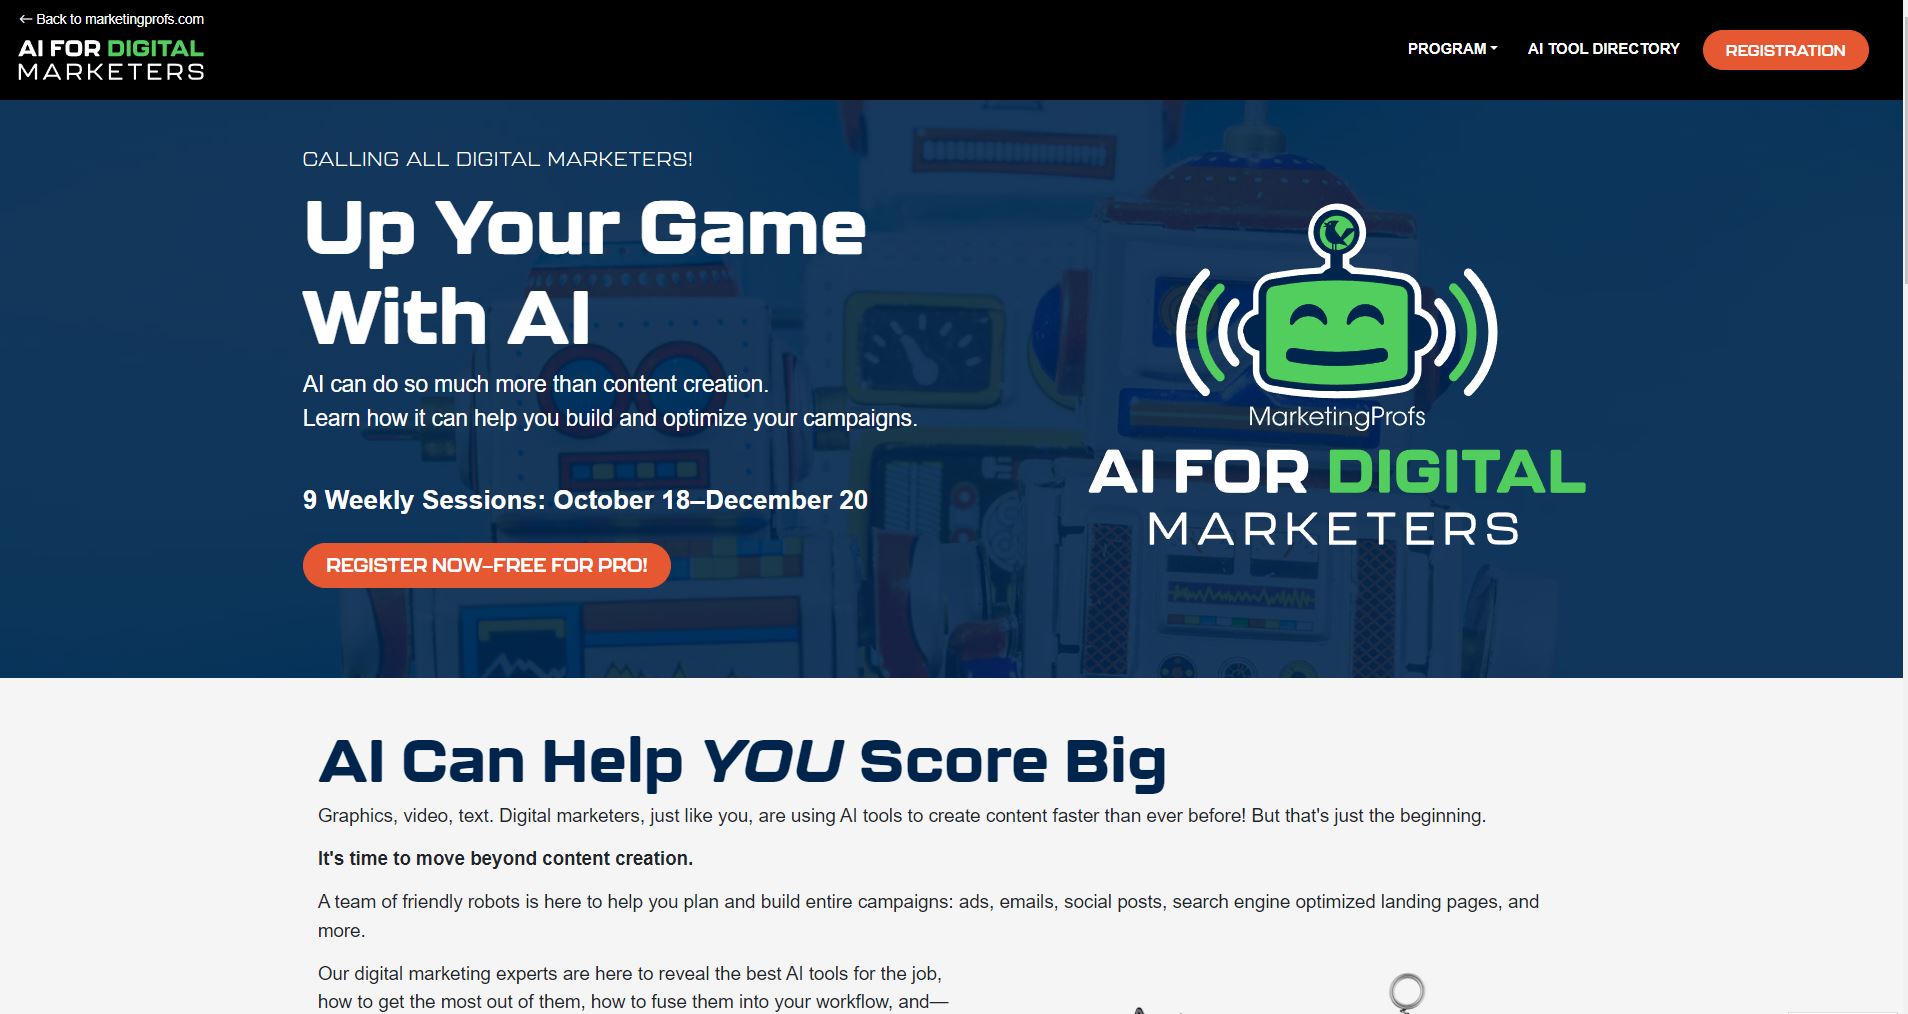 ← Back to marketingprofs.com
AI FOR DIGITAL
MARKETERS
PROGRAM
AI TOOL DIRECTORY
REGISTRATION
CALLING ALL DIGITAL MARKETERS!
Up Your Game
With AI
AI can do so much more than content creation.
Learn how it can help you build and optimize your campaigns.
9 Weekly Sessions: October 18–December 20
REGISTER NOW–FREE FOR PRO!
MarketingProfs
AI FOR DIGITAL
MARKETERS
AI Can Help YOU Score Big
Graphics, video, text. Digital marketers, just like you, are using AI tools to create content faster than ever before! But that's just the beginning.
It's time to move beyond content creation.
A team of friendly robots is here to help you plan and build entire campaigns: ads, emails, social posts, search engine optimized landing pages, and
more.
Our digital marketing experts are here to reveal the best AI tools for the job,
how to get the most out of them, how to fuse them into your workflow, and—